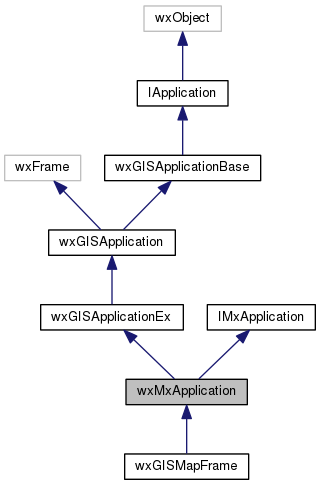 wxObject
IApplication
wxFrame
wxGISApplicationBase
wxGISApplication
wxGISApplicationEx
IMxApplication
wxMxApplication
wxGISMapFrame